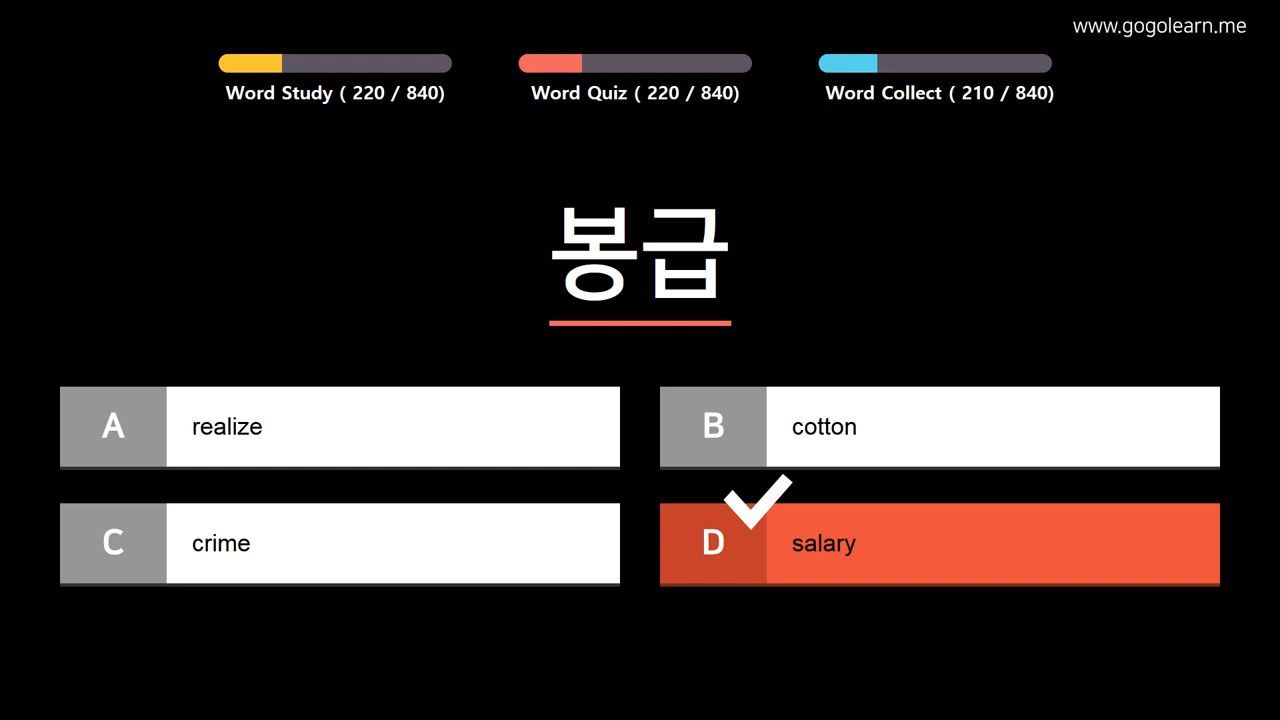 www.gogolearn.me
Word Study ( 220 / 840)
Word Quiz ( 220 / 840)
Word Collect ( 210 / 840)
봉급
A realize
B cotton
C crime
D salary